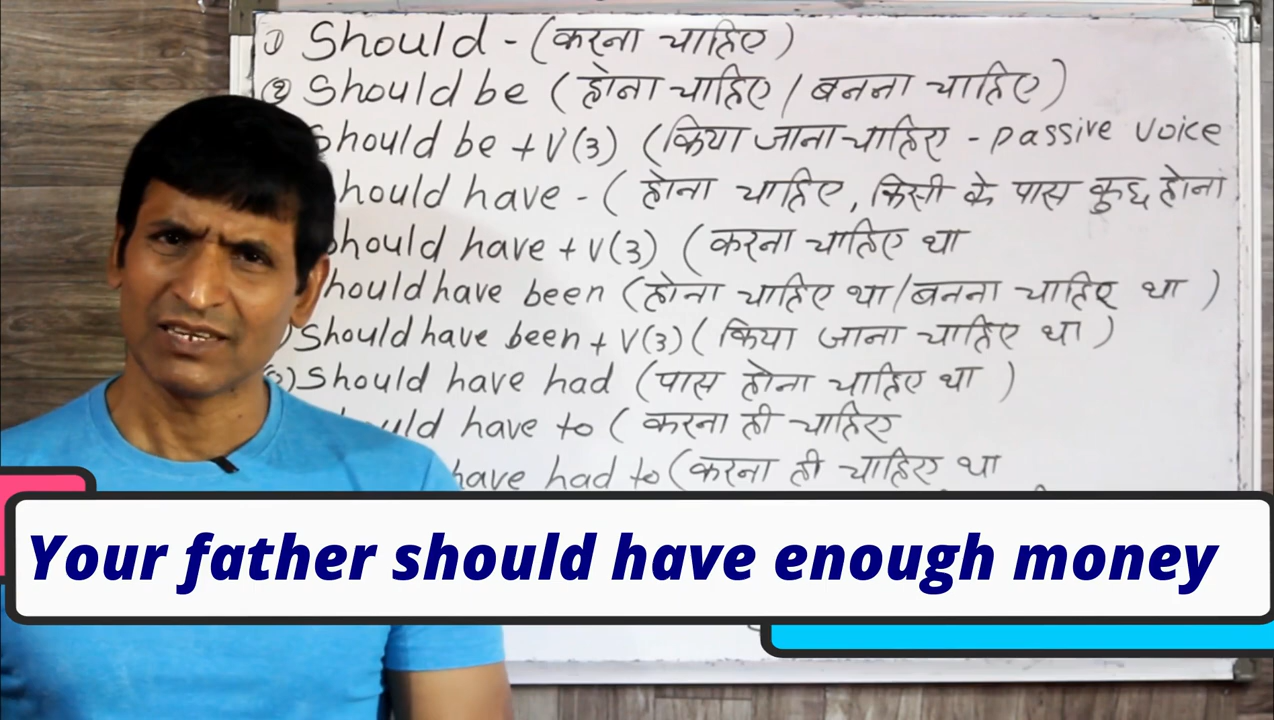 1) Should - (करना चाहिए)
(2) Should be (होना चाहिए / बनना चाहिए)
Should be + V(3) (किया जाना चाहिए - passive voice
hould have - ( होना चाहिए, किसी के पास कुछ होना
hould have + V(3) (करना चाहिए था
hould have been (होना चाहिए था/बनना चाहिए था )
)Should have been + V(3) ( किया जाना चाहिए था )
)Should have had (पास होना चाहिए था )
uld have to ( करना ही चाहिए
have had to (करना ही चाहिए था
Your father should have enough money